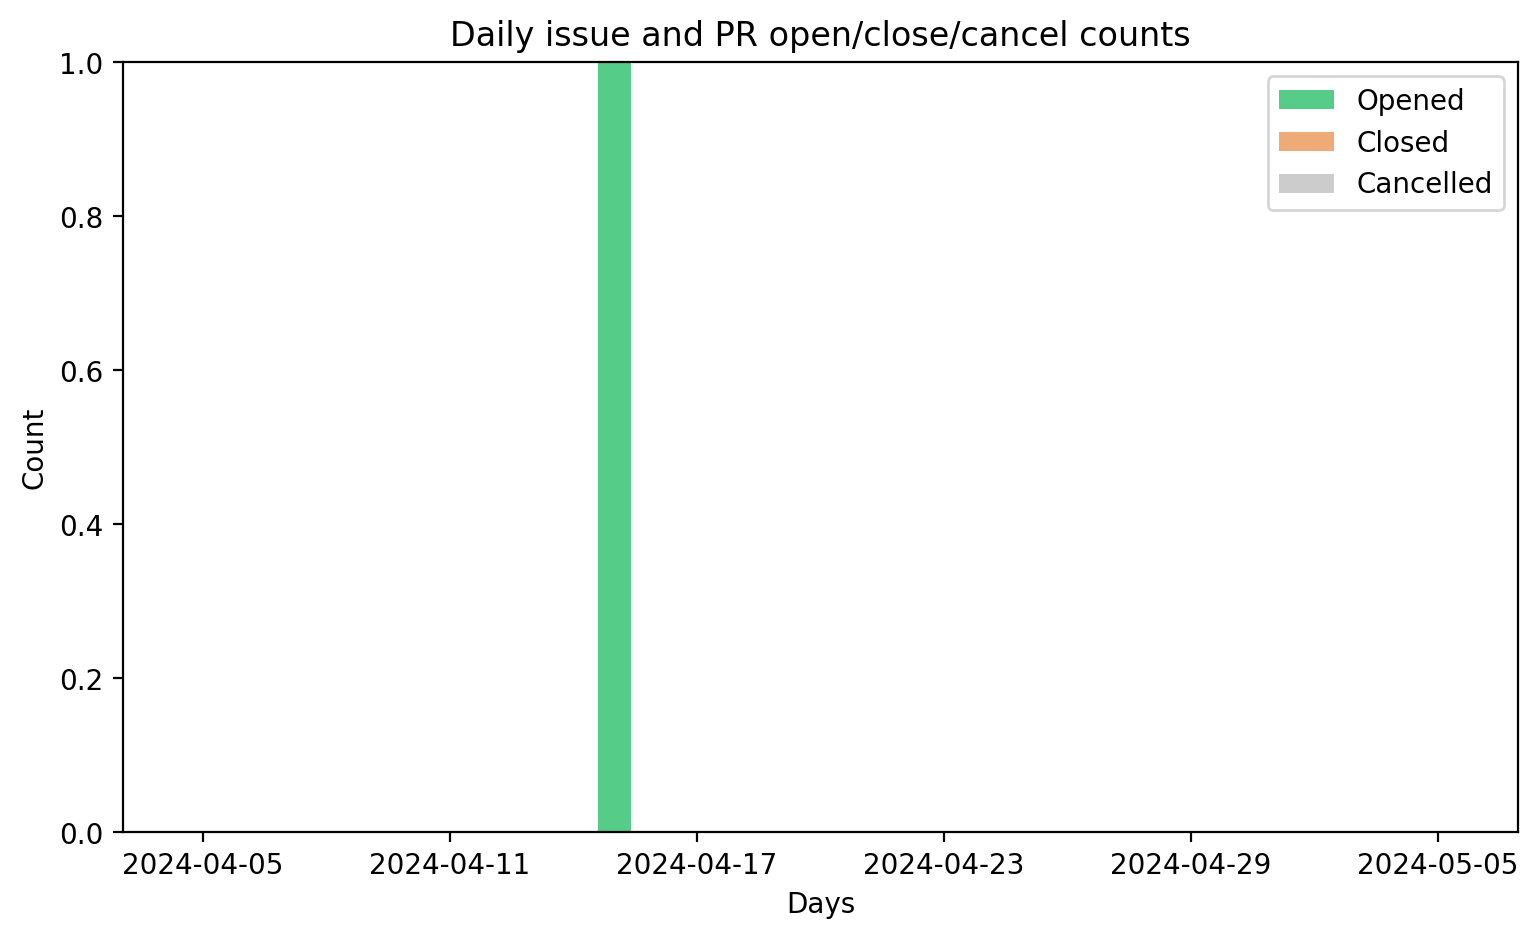 Daily issue and PR open/close/cancel counts
1.0
0.8
0.6
0.4
0.2
0.0
Count
Opened
Closed
Cancelled
2024-04-05 2024-04-11 2024-04-17 2024-04-23 2024-04-29 2024-05-05
Days